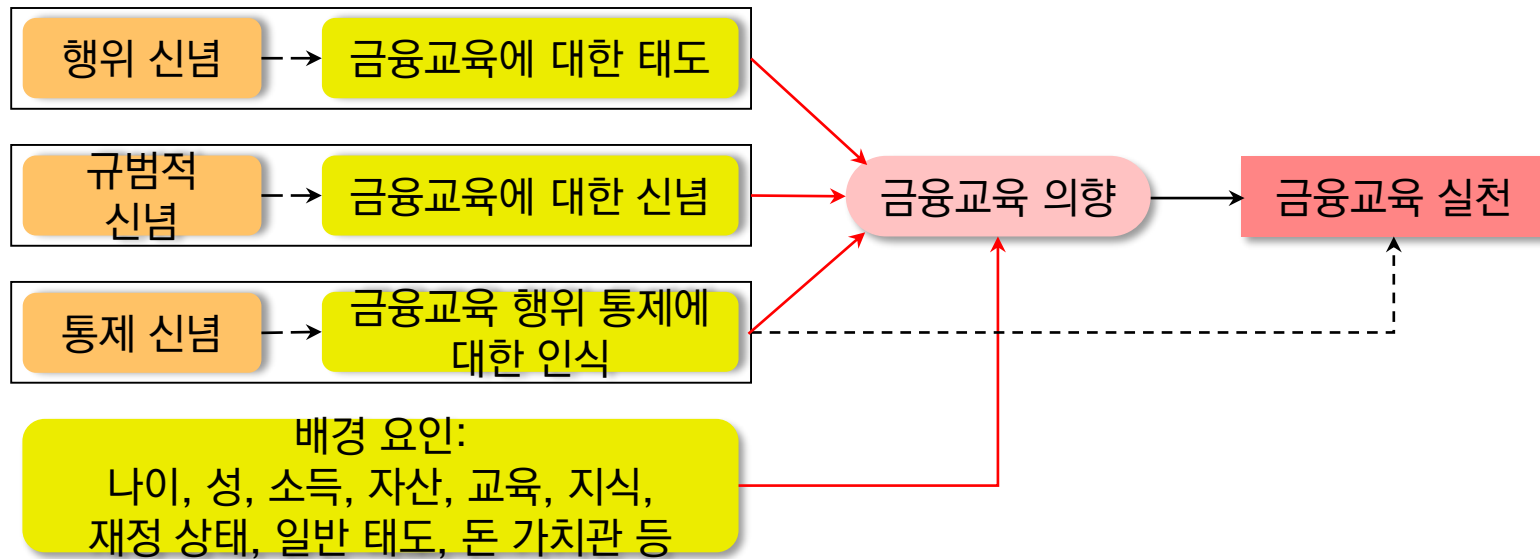 행위 신념
금융교육에 대한 태도
규범적
신념
금융교육에 대한 신념
통제 신념
금융교육 행위 통제에
대한 인식
배경 요인:
나이, 성, 소득, 자산, 교육, 지식,
재정 상태, 일반 태도, 돈 가치관 등
금융교육 의향
금융교육 실천